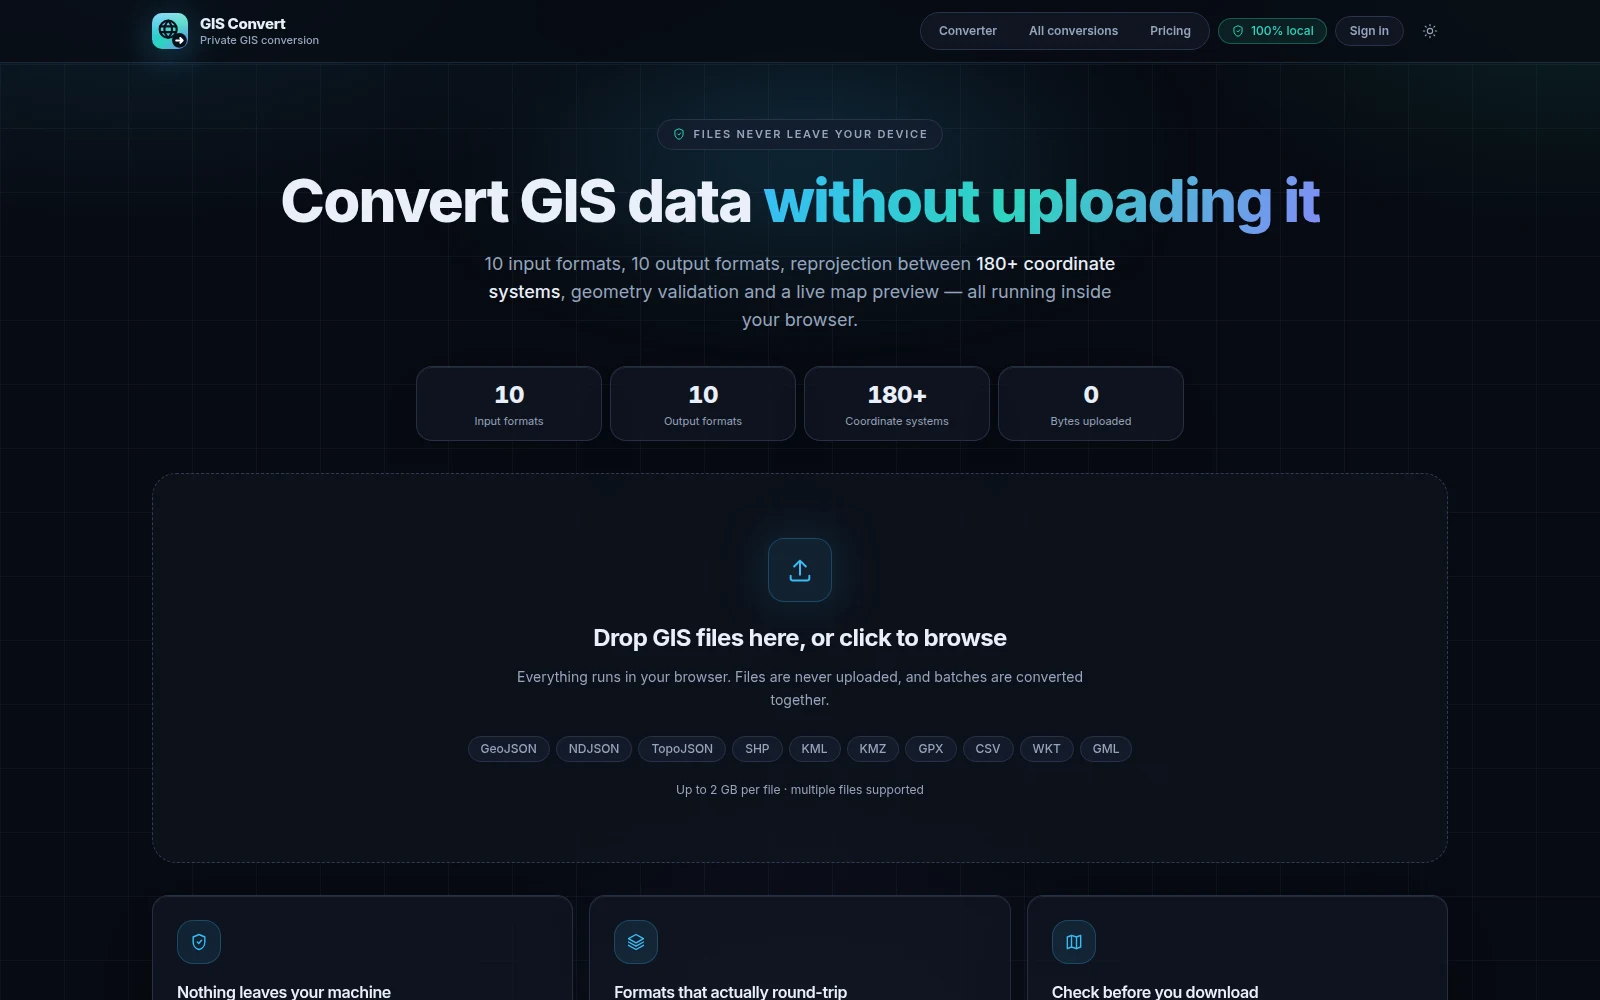 GIS Convert
Private GIS conversion
Converter
All conversions
Pricing
100% local
Sign in
FILES NEVER LEAVE YOUR DEVICE
Convert GIS data without uploading it
10 input formats, 10 output formats, reprojection between 180+ coordinate
systems, geometry validation and a live map preview — all running inside
your browser.
10
Input formats
10
Output formats
180+
Coordinate systems
0
Bytes uploaded
Drop GIS files here, or click to browse
Everything runs in your browser. Files are never uploaded, and batches are converted
together.
GeoJSON
NDJSON
TopoJSON
SHP
KML
KMZ
GPX
CSV
WKT
GML
Up to 2 GB per file · multiple files supported
Nothing leaves your machine
Formats that actually round-trip
Check before you download